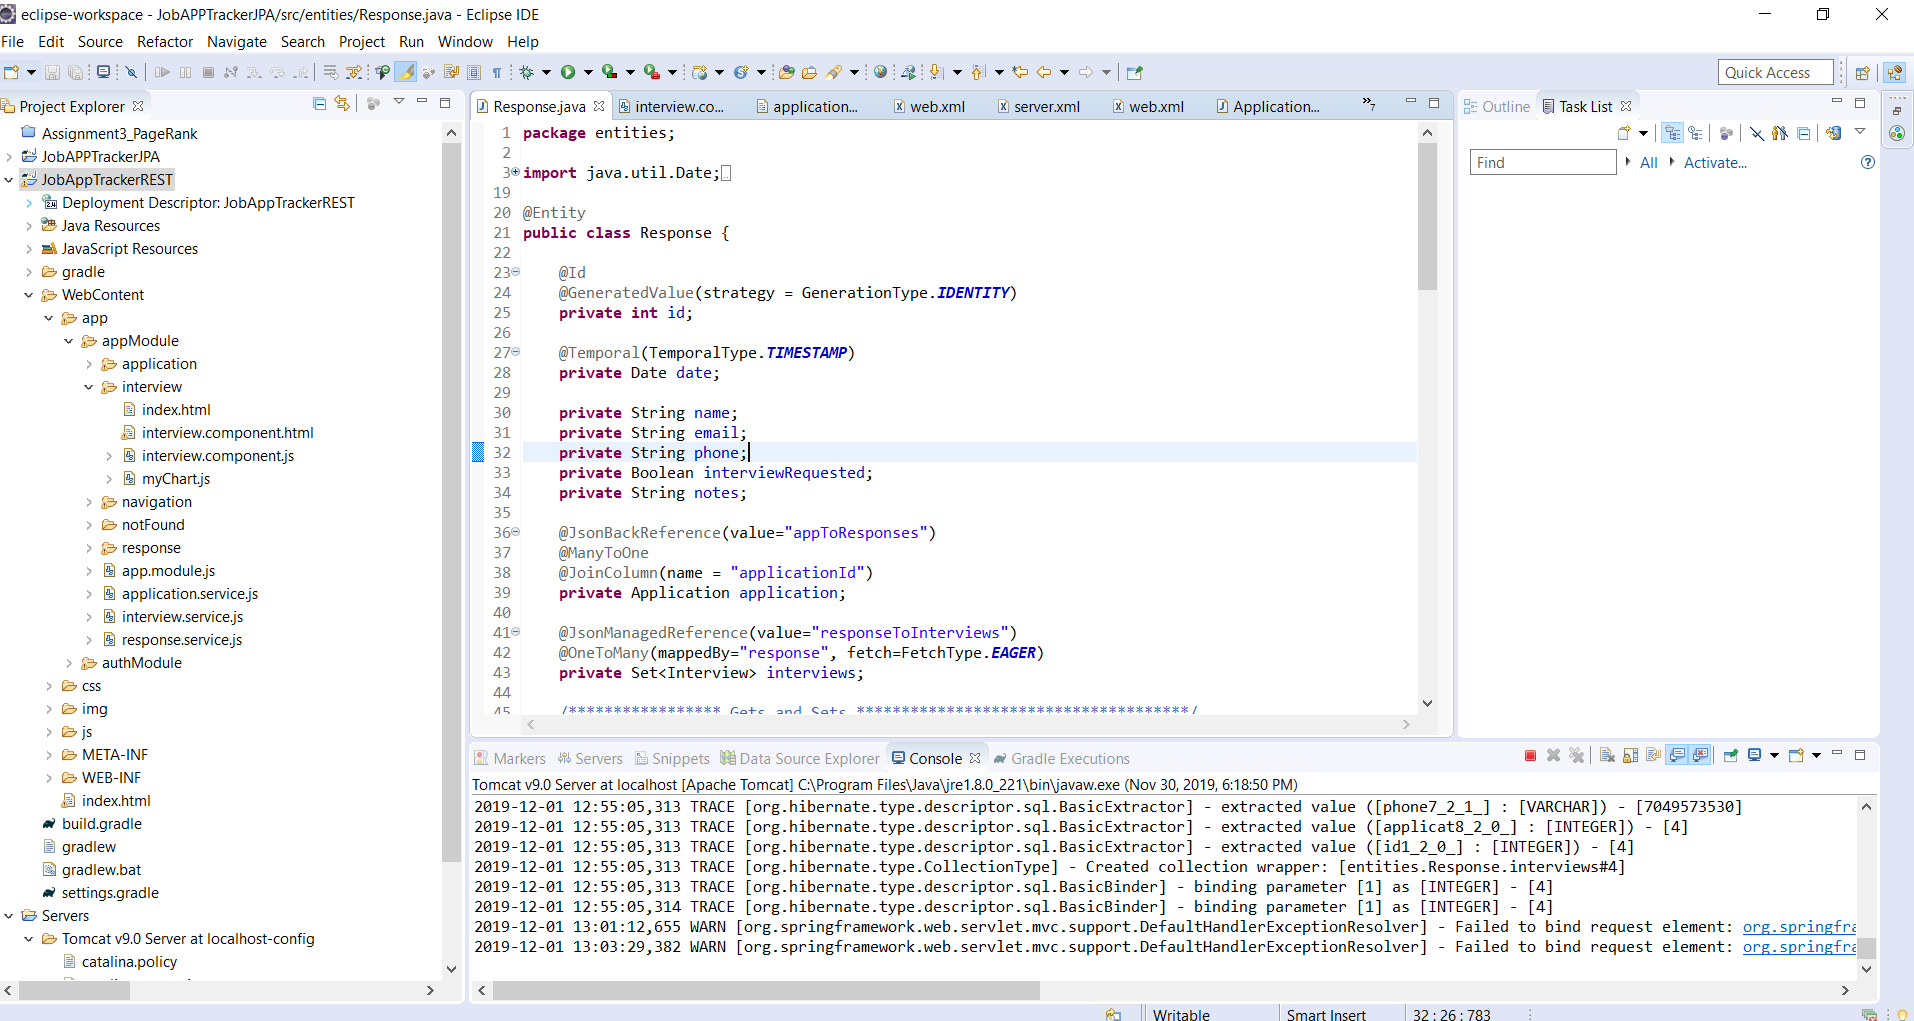 eclipse-workspace - JobAPPTrackerJPA/src/entities/Response.java - Eclipse IDE
File Edit Source Refactor Navigate Search Project Run Window Help
Quick Access
Project Explorer
Assignment3_PageRank
JobAPPTrackerJPA
JobAppTrackerREST
Deployment Descriptor: JobAppTrackerREST
Java Resources
JavaScript Resources
gradle
WebContent
app
appModule
application
interview
index.html
interview.component.html
interview.component.js
myChart.js
navigation
notFound
response
app.module.js
application.service.js
interview.service.js
response.service.js
authModule
css
img
js
META-INF
WEB-INF
index.html
build.gradle
gradlew
gradlew.bat
settings.gradle
Servers
Tomcat v9.0 Server at localhost-config
catalina.policy
Response.java interview.co... application... web.xml server.xml web.xml Application... »7
1 package entities;
2
3 import java.util.Date;
19
20 @Entity
21 public class Response {
22
23 @Id
24 @GeneratedValue(strategy = GenerationType.IDENTITY)
25 private int id;
26
27 @Temporal(TemporalType.TIMESTAMP)
28 private Date date;
29
30 private String name;
31 private String email;
32 private String phone;
33 private Boolean interviewRequested;
34 private String notes;
35
36 @JsonBackReference(value="appToResponses")
37 @ManyToOne
38 @JoinColumn(name = "applicationId")
39 private Application application;
40
41 @JsonManagedReference(value="responseToInterviews")
42 @OneToMany(mappedBy="response", fetch=FetchType.EAGER)
43 private Set<Interview> interviews;
44
45 /***************** Gets and Sets *************************************/
Outline Task List
Find All Activate...
Markers Servers Snippets Data Source Explorer Console Gradle Executions
Tomcat v9.0 Server at localhost [Apache Tomcat] C:\Program Files\Java\jre1.8.0_221\bin\javaw.exe (Nov 30, 2019, 6:18:50 PM)
2019-12-01 12:55:05,313 TRACE [org.hibernate.type.descriptor.sql.BasicExtractor] - extracted value ([phone7_2_1_] : [VARCHAR]) - [7049573530]
2019-12-01 12:55:05,313 TRACE [org.hibernate.type.descriptor.sql.BasicExtractor] - extracted value ([applicat8_2_0_] : [INTEGER]) - [4]
2019-12-01 12:55:05,313 TRACE [org.hibernate.type.descriptor.sql.BasicExtractor] - extracted value ([id1_2_0_] : [INTEGER]) - [4]
2019-12-01 12:55:05,313 TRACE [org.hibernate.type.CollectionType] - Created collection wrapper: [entities.Response.interviews#4]
2019-12-01 12:55:05,313 TRACE [org.hibernate.type.descriptor.sql.BasicBinder] - binding parameter [1] as [INTEGER] - [4]
2019-12-01 12:55:05,314 TRACE [org.hibernate.type.descriptor.sql.BasicBinder] - binding parameter [1] as [INTEGER] - [4]
2019-12-01 13:01:12,655 WARN [org.springframework.web.servlet.mvc.support.DefaultHandlerExceptionResolver] - Failed to bind request element: org.springfra
2019-12-01 13:03:29,382 WARN [org.springframework.web.servlet.mvc.support.DefaultHandlerExceptionResolver] - Failed to bind request element: org.springfra
Writable Smart Insert 32 : 26 : 783